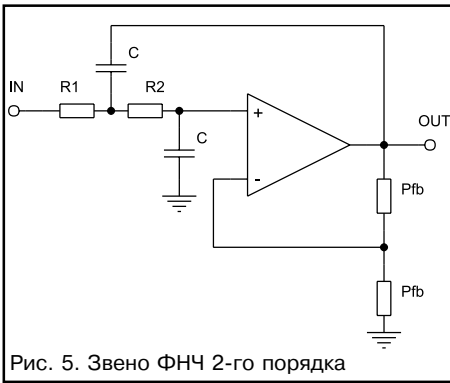 C
IN
R1
R2
C
+
-
OUT
Pfb
Pfb
Рис. 5. Звено ФНЧ 2-го порядка